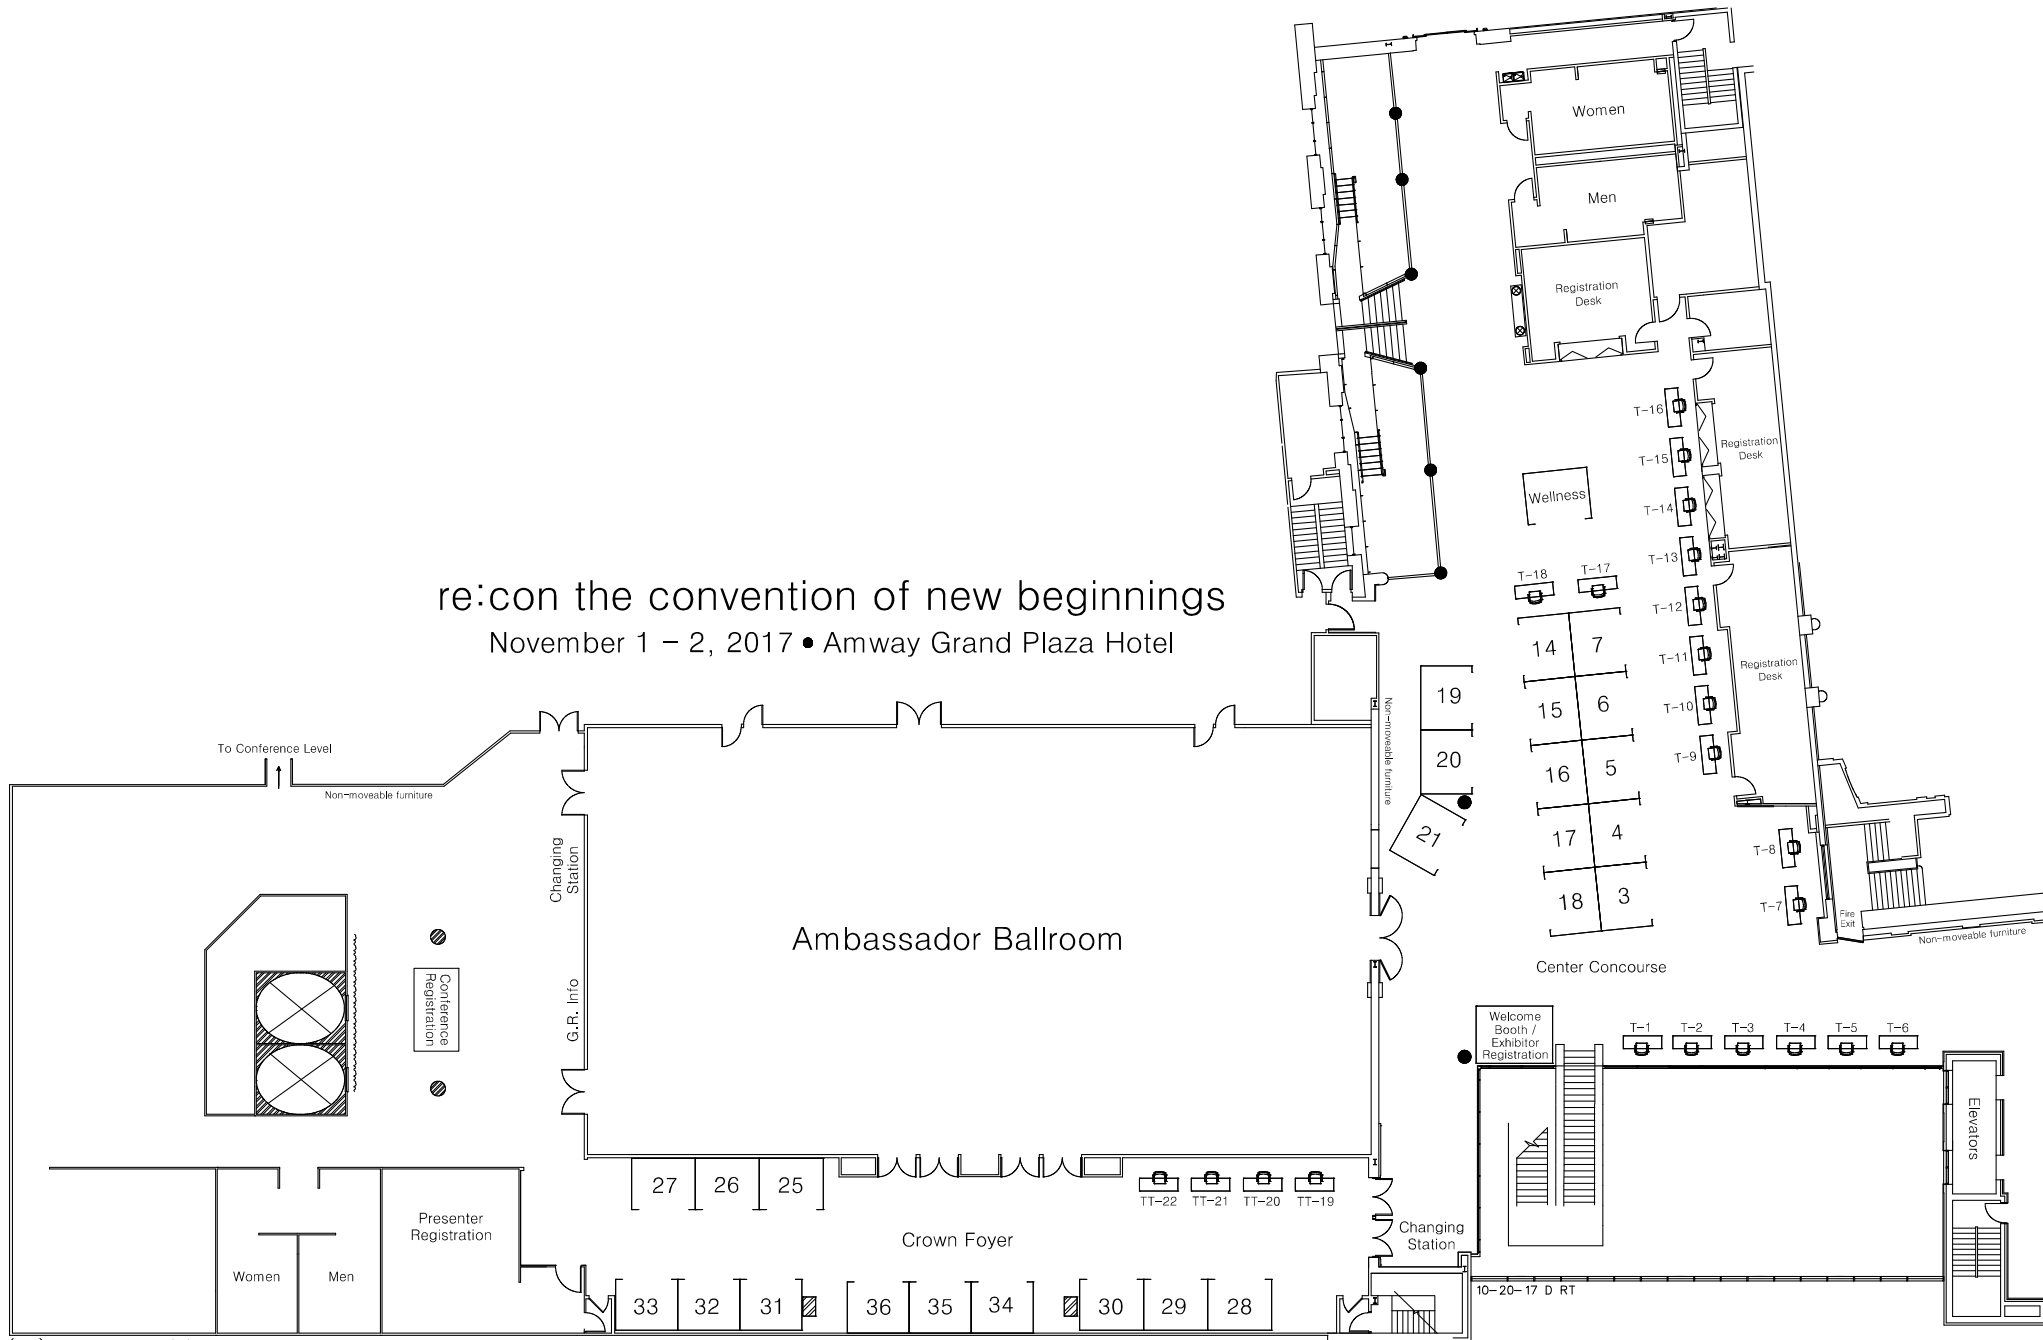 Women
Men
Registration
Desk
T-16
T-15
Registration
Desk
Wellness
T-14
T-13
T-18
T-17
T-12
re:con the convention of new beginnings
November 1 - 2, 2017 • Amway Grand Plaza Hotel
14
7
T-11
Registration
Desk
19
Non-moveable furniture
15
6
T-10
To Conference Level
Non-moveable furniture
20
16
5
T-9
21
17
4
T-8
Changing
Station
18
3
T-7
Fire
Exit
Non-moveable furniture
Ambassador Ballroom
Center Concourse
Conference
Registration
G.R. Info
Welcome
Booth /
Exhibitor
Registration
T-1
T-2
T-3
T-4
T-5
T-6
Elevators
27
26
25
TT-22
TT-21
TT-20
TT-19
Presenter
Registration
Crown Foyer
Changing
Station
Women
Men
33
32
31
36
35
34
30
29
28
10-20-17 D RT